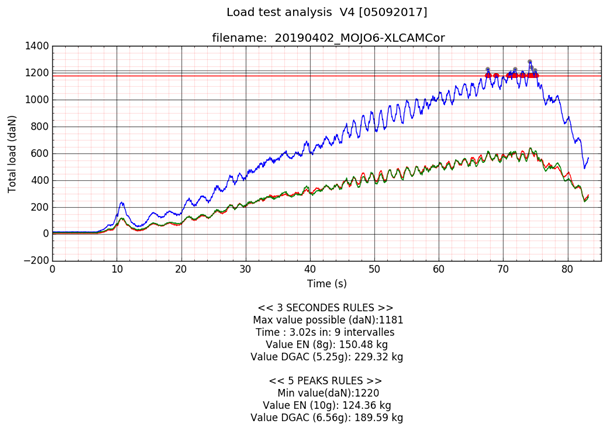 Load test analysis  V4 [05092017]
filename:  20190402_MOJO6-XLCAMCor
1400
1200
1000
800
600
400
200
0
−200
0 10 20 30 40 50 60 70 80
Total load (daN)
Time (s)
<< 3 SECONDES RULES >>
Max value possible (daN):1181
Time : 3.02s in: 9 intervalles
Value EN (8g): 150.48 kg
Value DGAC (5.25g): 229.32 kg
<< 5 PEAKS RULES >>
Min value(daN):1220
Value EN (10g): 124.36 kg
Value DGAC (6.56g): 189.59 kg